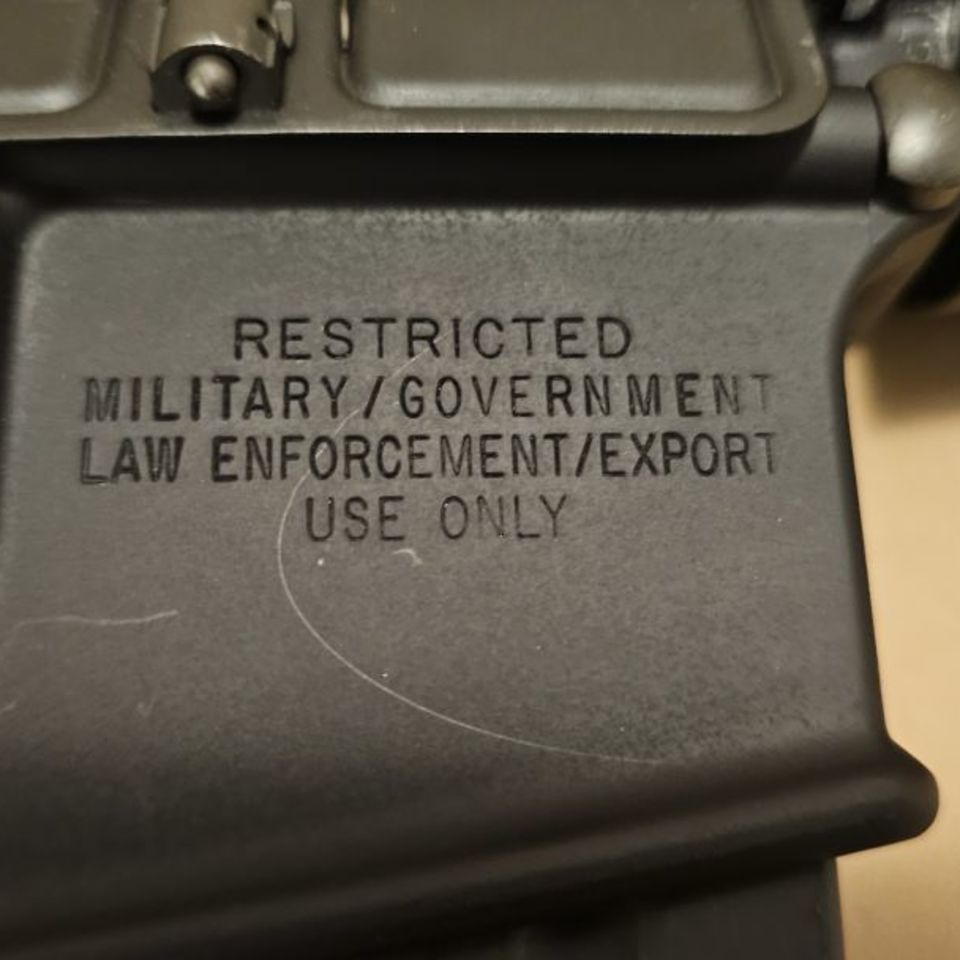 RESTRICTED
MILITARY/GOVERNMENT
LAW ENFORCEMENT/EXPORT
USE ONLY